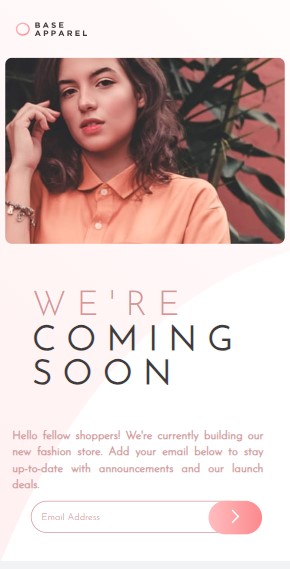 BASE
APPAREL
WE'RE
COMING
SOON
Hello fellow shoppers! We're currently building our
new fashion store. Add your email below to stay
up-to-date with announcements and our launch
deals.
Email Address